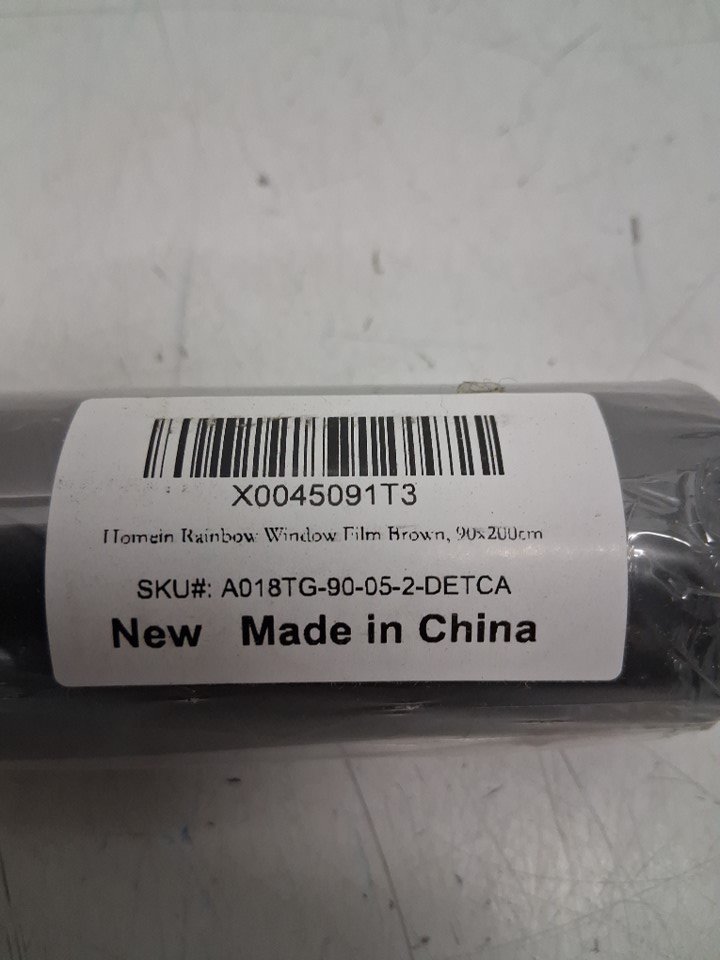 X0045091T3
Homein Rainbow Window Film Brown, 90x200cm
SKU#: A018TG-90-05-2-DETCA
New Made in China